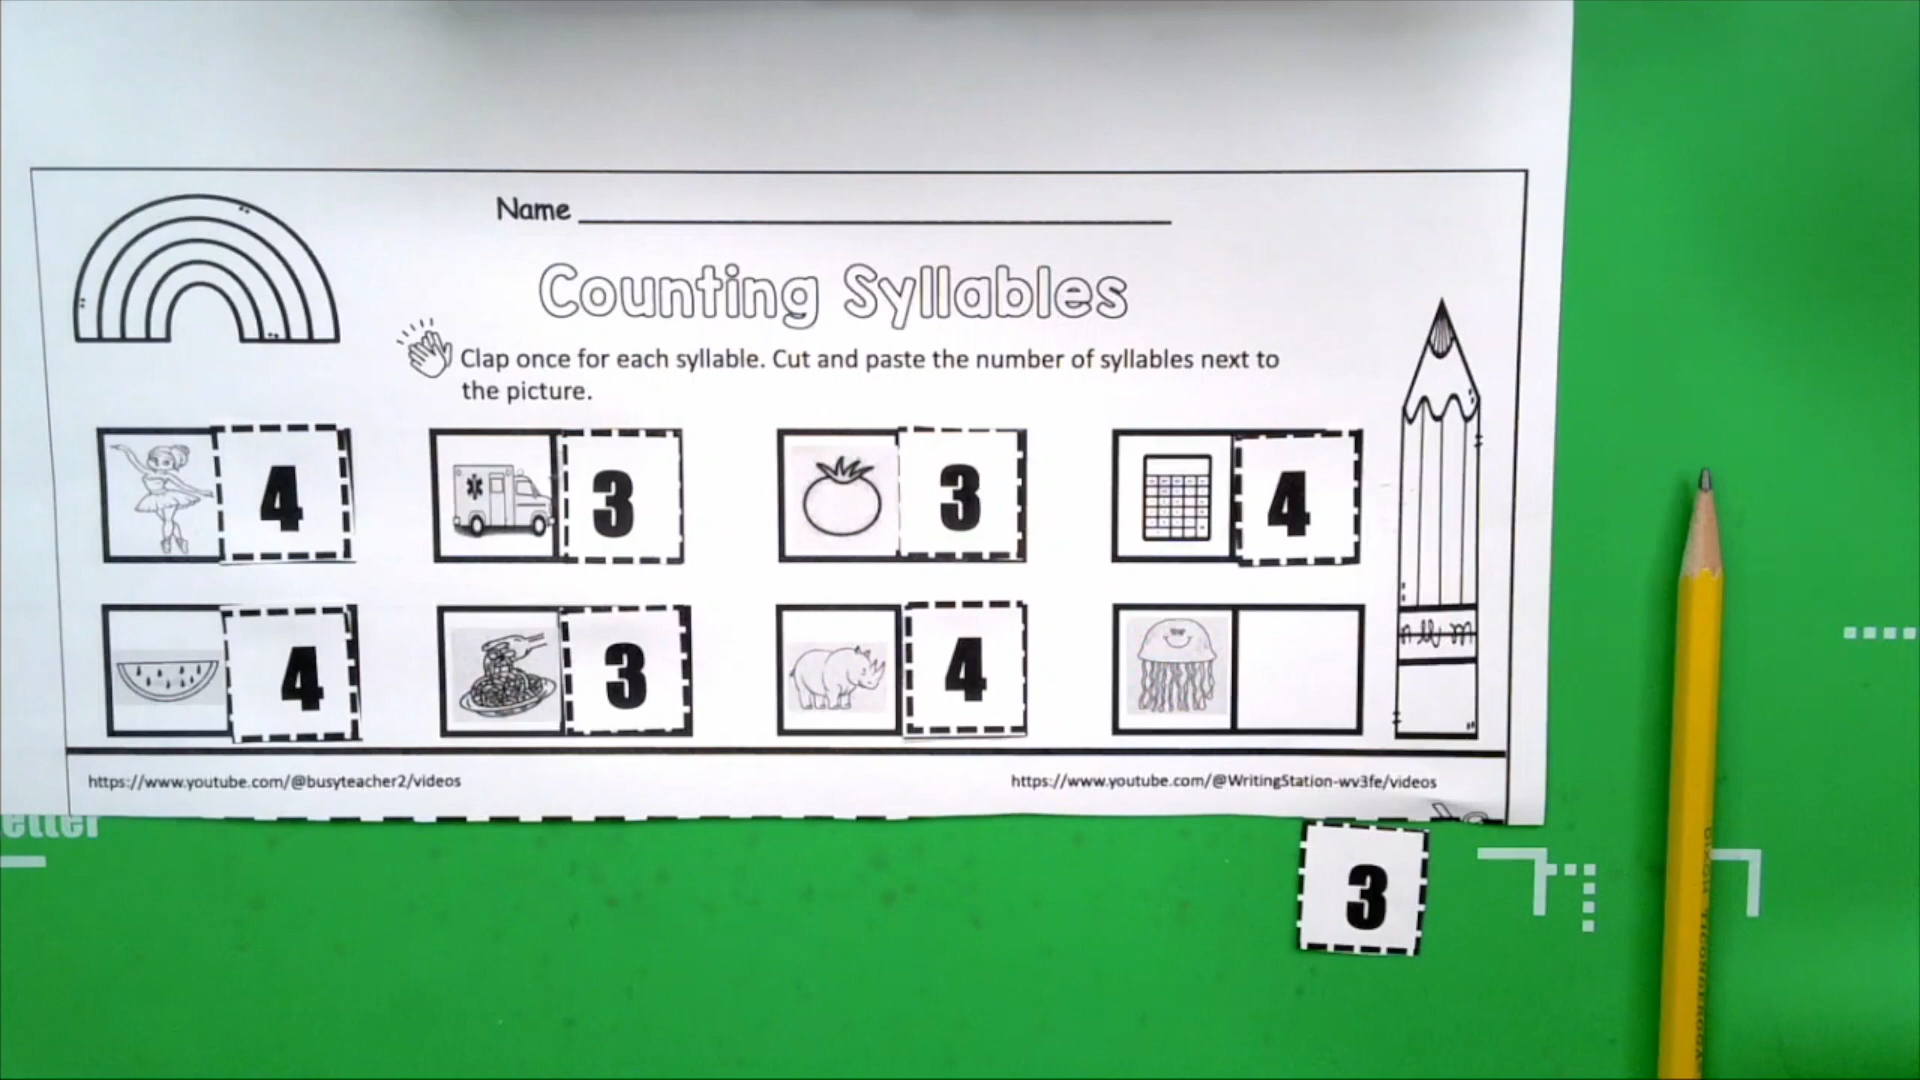 Name
Counting Syllables
Clap once for each syllable. Cut and paste the number of syllables next to
the picture.
4
3
3
4
4
3
4
https://www.youtube.com/@busyteacher2/videos
https://www.youtube.com/@WritingStation-wv3fe/videos
3